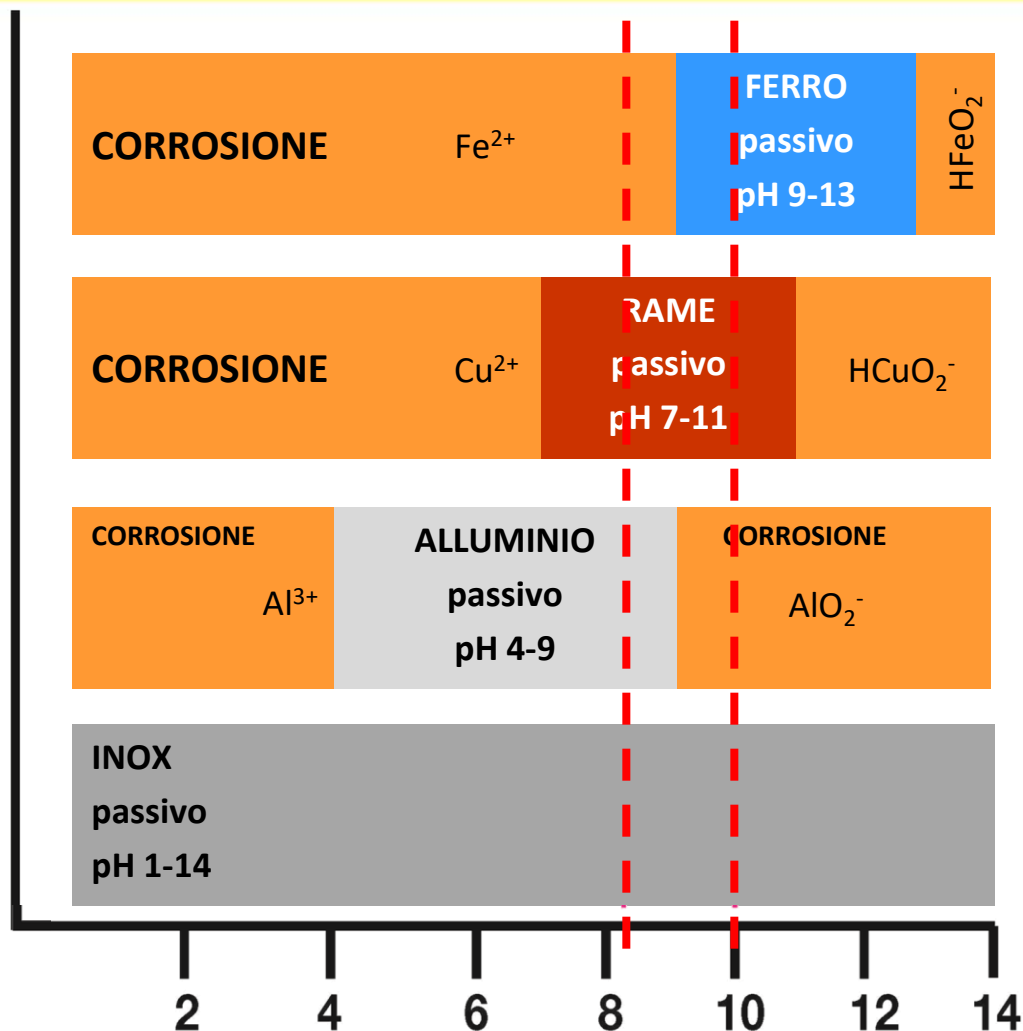 CORROSIONE
Fe²⁺
FERRO
passivo
pH 9-13
HFeO₂⁻
CORROSIONE
Cu²⁺
RAME
passivo
pH 7-11
HCuO₂⁻
CORROSIONE
Al³⁺
ALLUMINIO
passivo
pH 4-9
CORROSIONE
AlO₂⁻
INOX
passivo
pH 1-14
2 4 6 8 10 12 14